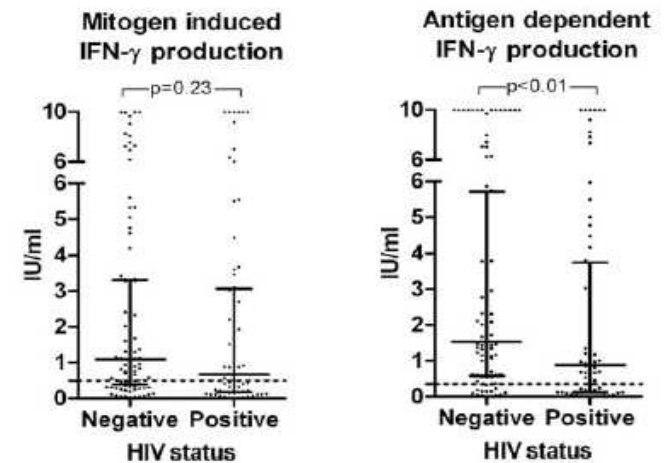 Mitogen induced
IFN-γ production
p=0.23
10
6
6
5
4
3
2
1
0
IU/ml
Negative Positive
HIV status
Antigen dependent
IFN-γ production
p<0.01
10
6
6
5
4
3
2
1
0
IU/ml
Negative Positive
HIV status